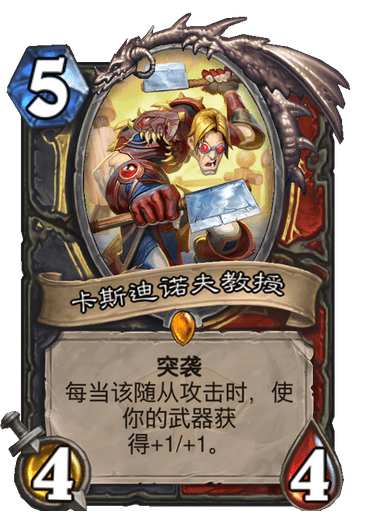 5
卡斯迪诺夫教授
突袭
每当该随从攻击时，使
你的武器获
得+1/+1。
4
4